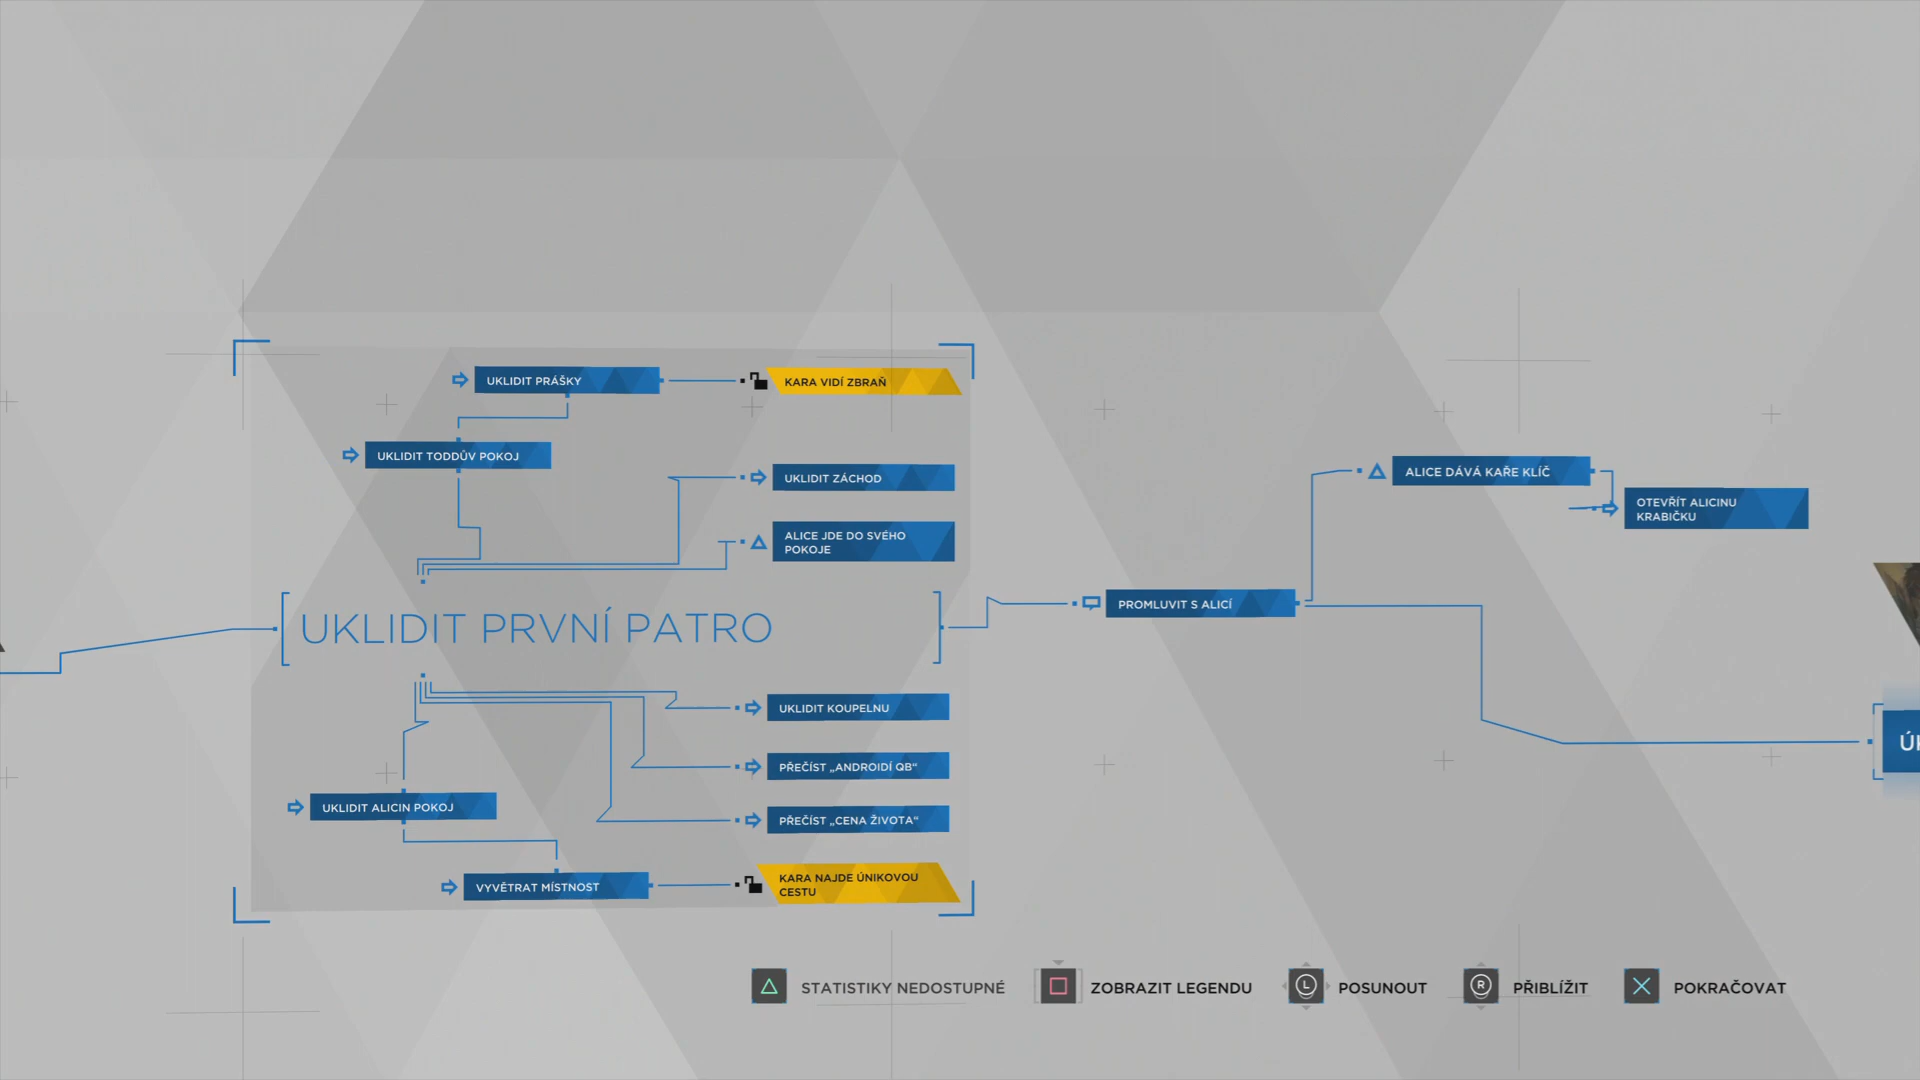 UKLIDIT PRÁŠKY
KARA VIDÍ ZBRAŇ
UKLIDIT TODDŮV POKOJ
UKLIDIT ZÁCHOD
ALICE JDE DO SVÉHO
POKOJE
UKLIDIT PRVNÍ PATRO
UKLIDIT KOUPELNU
PŘEČÍST „ANDROIDÍ QB“
UKLIDIT ALICIN POKOJ
PŘEČÍST „CENA ŽIVOTA“
VYVĚTRAT MÍSTNOST
KARA NAJDE ÚNIKOVOU
CESTU
PROMLUVIT S ALICÍ
ALICE DÁVÁ KAŘE KLÍČ
OTEVŘÍT ALICINU
KRABIČKU
STATISTIKY NEDOSTUPNÉ
ZOBRAZIT LEGENDU
L
POSUNOUT
R
PŘIBLÍŽIT
POKRAČOVAT